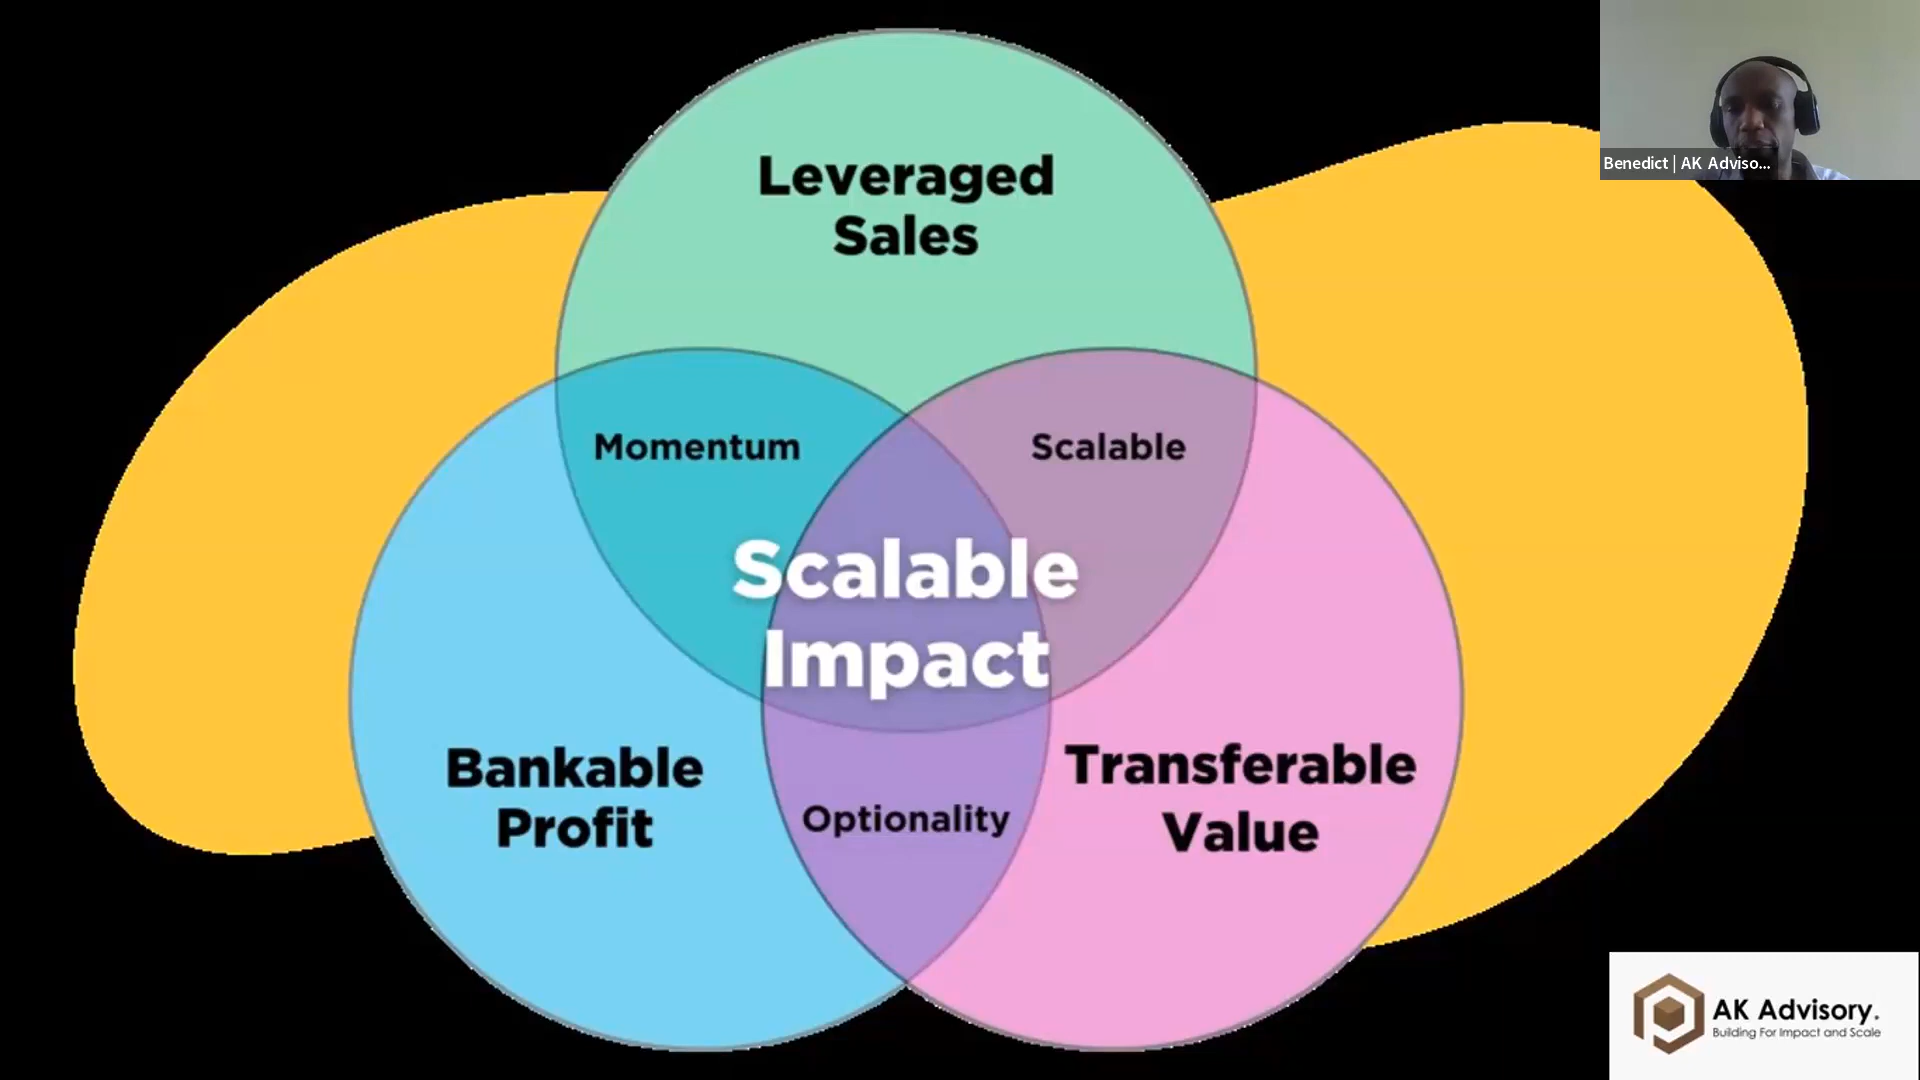 Benedict | AK Adviso...
Leveraged
Sales
Momentum
Scalable
Scalable
Impact
Bankable
Profit
Transferable
Value
Optionality
AK Advisory.
Building For Impact and Scale